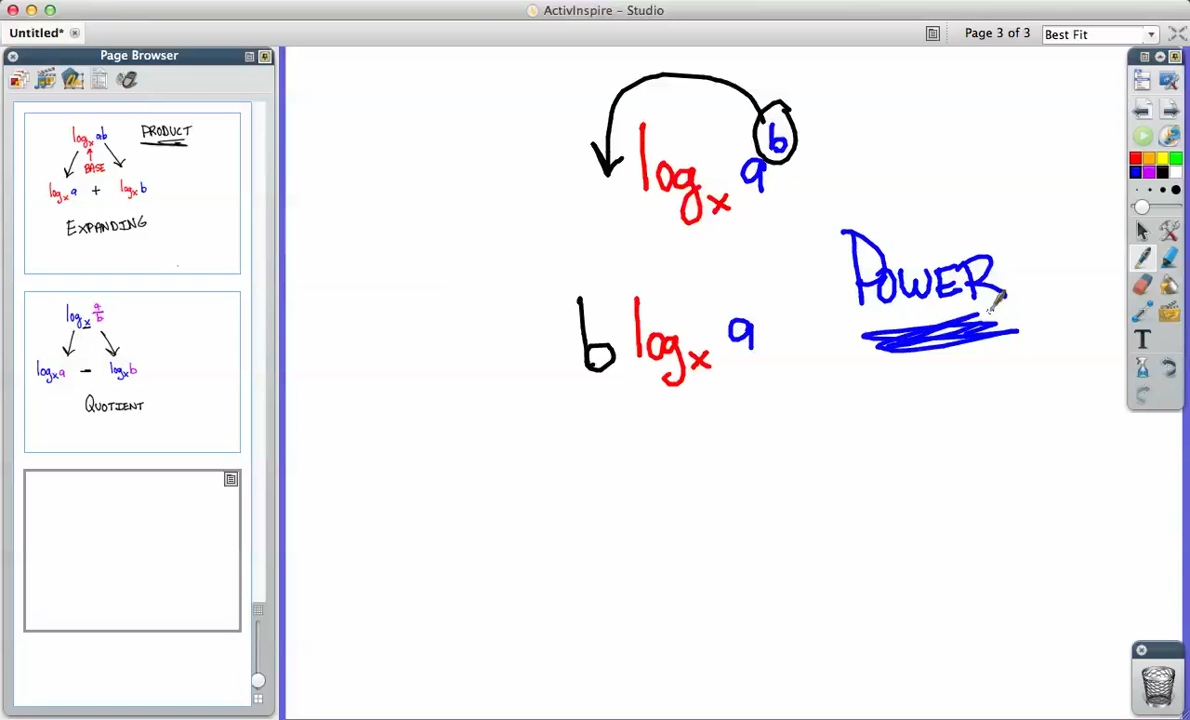 ActivInspire – Studio
Untitled*
Page 3 of 3
Best Fit
Page Browser
logx ab
PRODUCT
BASE
logx a + logx b
EXPANDING
logx a/b
logx a - logx b
QUOTIENT
logx a^b
POWER
b logx a
T